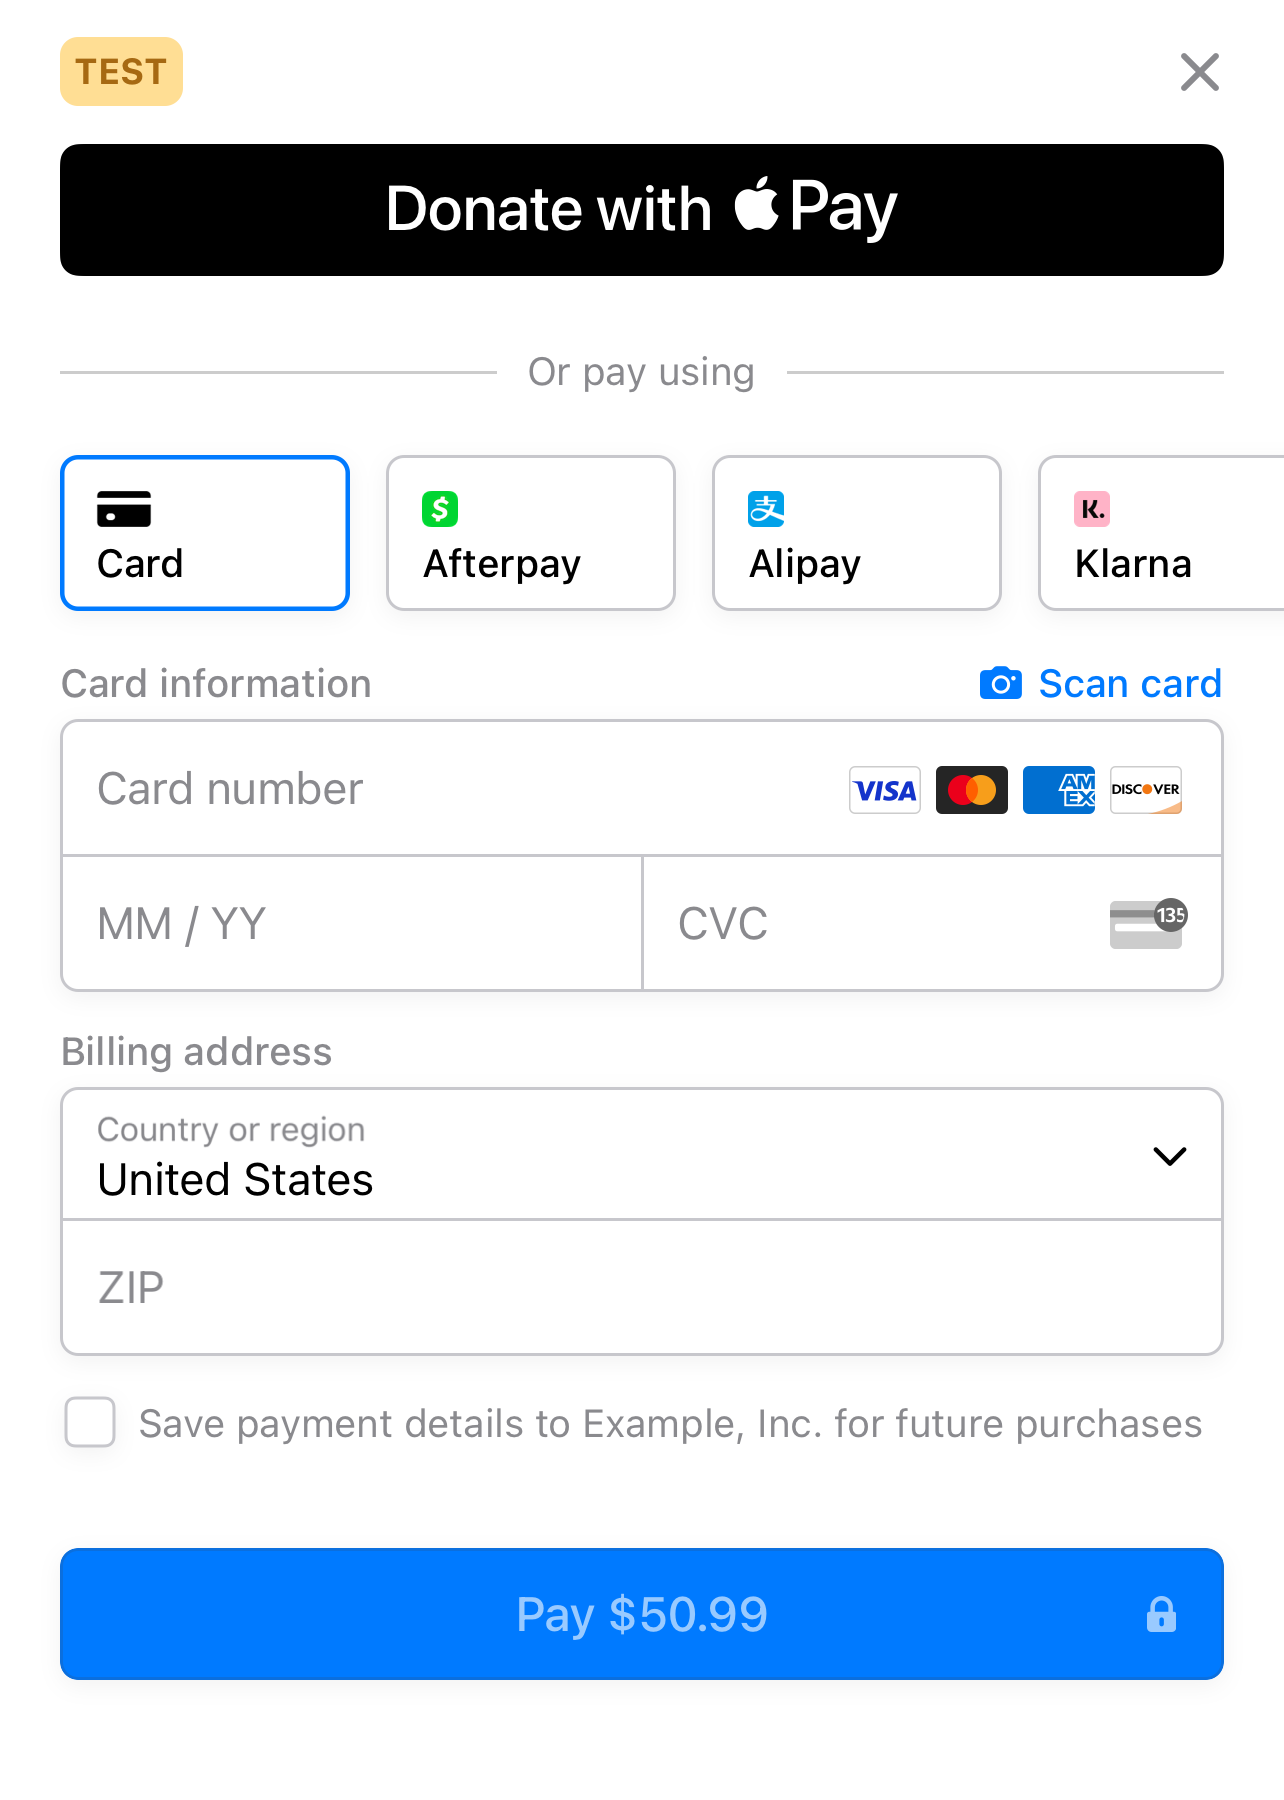 TEST
Donate with Pay
Or pay using
Card
$
Afterpay
支
Alipay
K.
Klarna
Card information
Scan card
Card number
VISA
AMEX
DISCOVER
MM / YY
CVC
135
Billing address
Country or region
United States
ZIP
Save payment details to Example, Inc. for future purchases
Pay $50.99